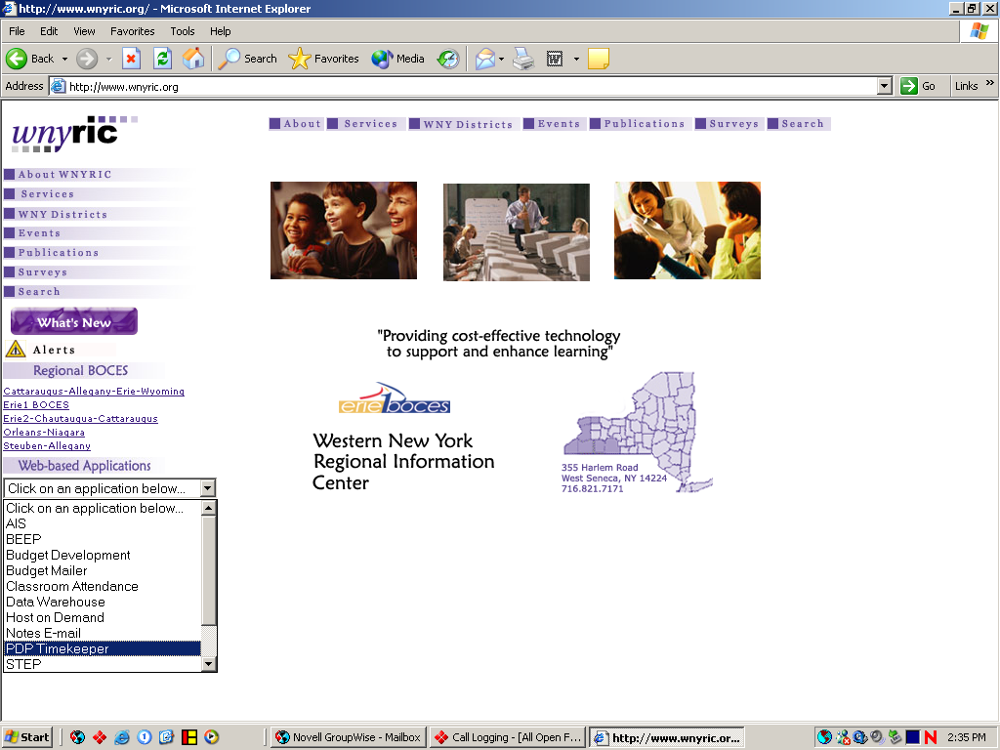 http://www.wnyric.org/ - Microsoft Internet Explorer
File Edit View Favorites Tools Help
Back Search Favorites Media
Address http://www.wnyric.org Go Links »
wnyric
About Services WNY Districts Events Publications Surveys Search
About WNYRIC
Services
WNY Districts
Events
Publications
Surveys
Search
What's New
Alerts
Regional BOCES
Cattaraugus-Allegany-Erie-Wyoming
Erie1 BOCES
Erie2-Chautauqua-Cattaraugus
Orleans-Niagara
Steuben-Allegany
Web-based Applications
Click on an application below...
Click on an application below...
AIS
BEEP
Budget Development
Budget Mailer
Classroom Attendance
Data Warehouse
Host on Demand
Notes E-mail
PDP Timekeeper
STEP
"Providing cost-effective technology
to support and enhance learning"
erie1boces
Western New York
Regional Information
Center
355 Harlem Road
West Seneca, NY 14224
716.821.7171
Start Novell GroupWise - Mailbox Call Logging - [All Open F... http://www.wnyric.or... 2:35 PM